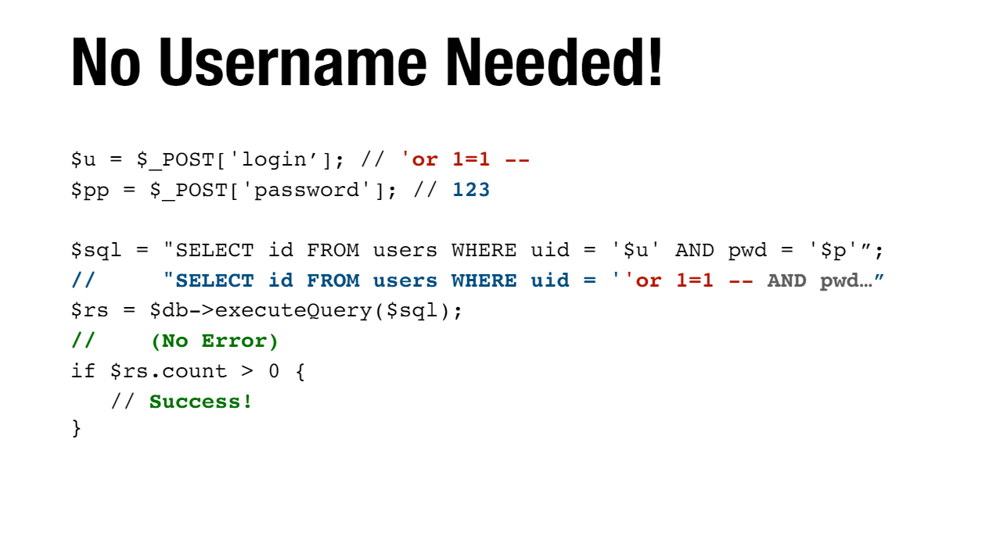 No Username Needed!
$u = $_POST['login’]; // 'or 1=1 --
$pp = $_POST['password']; // 123
$sql = "SELECT id FROM users WHERE uid = '$u' AND pwd = '$p'”;
// "SELECT id FROM users WHERE uid = ''or 1=1 -- AND pwd…”
$rs = $db->executeQuery($sql);
// (No Error)
if $rs.count > 0 {
// Success!
}